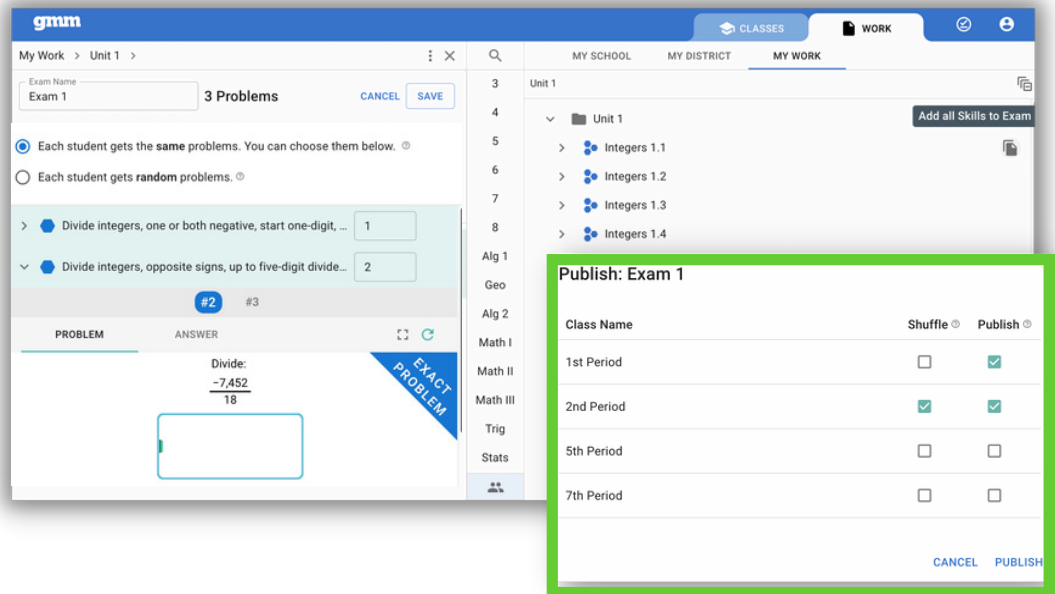 gmm
CLASSES
WORK
My Work > Unit 1 >
MY SCHOOL MY DISTRICT MY WORK
Exam Name
Exam 1
3 Problems
CANCEL SAVE
Each student gets the same problems. You can choose them below.
Each student gets random problems.
Divide integers, one or both negative, start one-digit, ... 1
Divide integers, opposite signs, up to five-digit divide... 2
#2 #3
PROBLEM ANSWER
Divide:
−7,452
18
EXACT
PROBLEM
3
4
5
6
7
8
Alg 1
Geo
Alg 2
Math I
Math II
Math III
Trig
Stats
Unit 1
Unit 1
Add all Skills to Exam
Integers 1.1
Integers 1.2
Integers 1.3
Integers 1.4
Publish: Exam 1
Class Name Shuffle Publish
1st Period
2nd Period
5th Period
7th Period
CANCEL PUBLISH